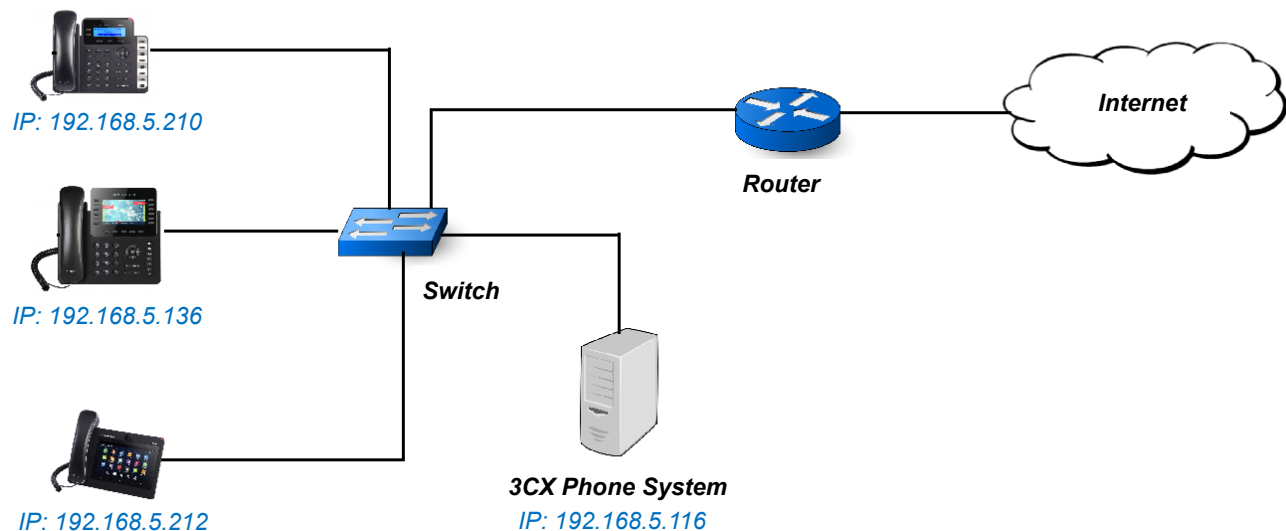 IP: 192.168.5.210
Internet
Router
IP: 192.168.5.136
Switch
3CX Phone System
IP: 192.168.5.116
IP: 192.168.5.212